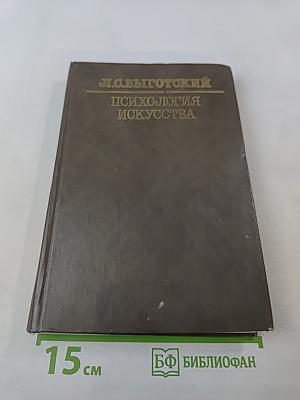 Л.С.ВЫГОТСКИЙ
ПСИХОЛОГИЯ
ИСКУССТВА
15 см
БФ БИБЛИОФАН